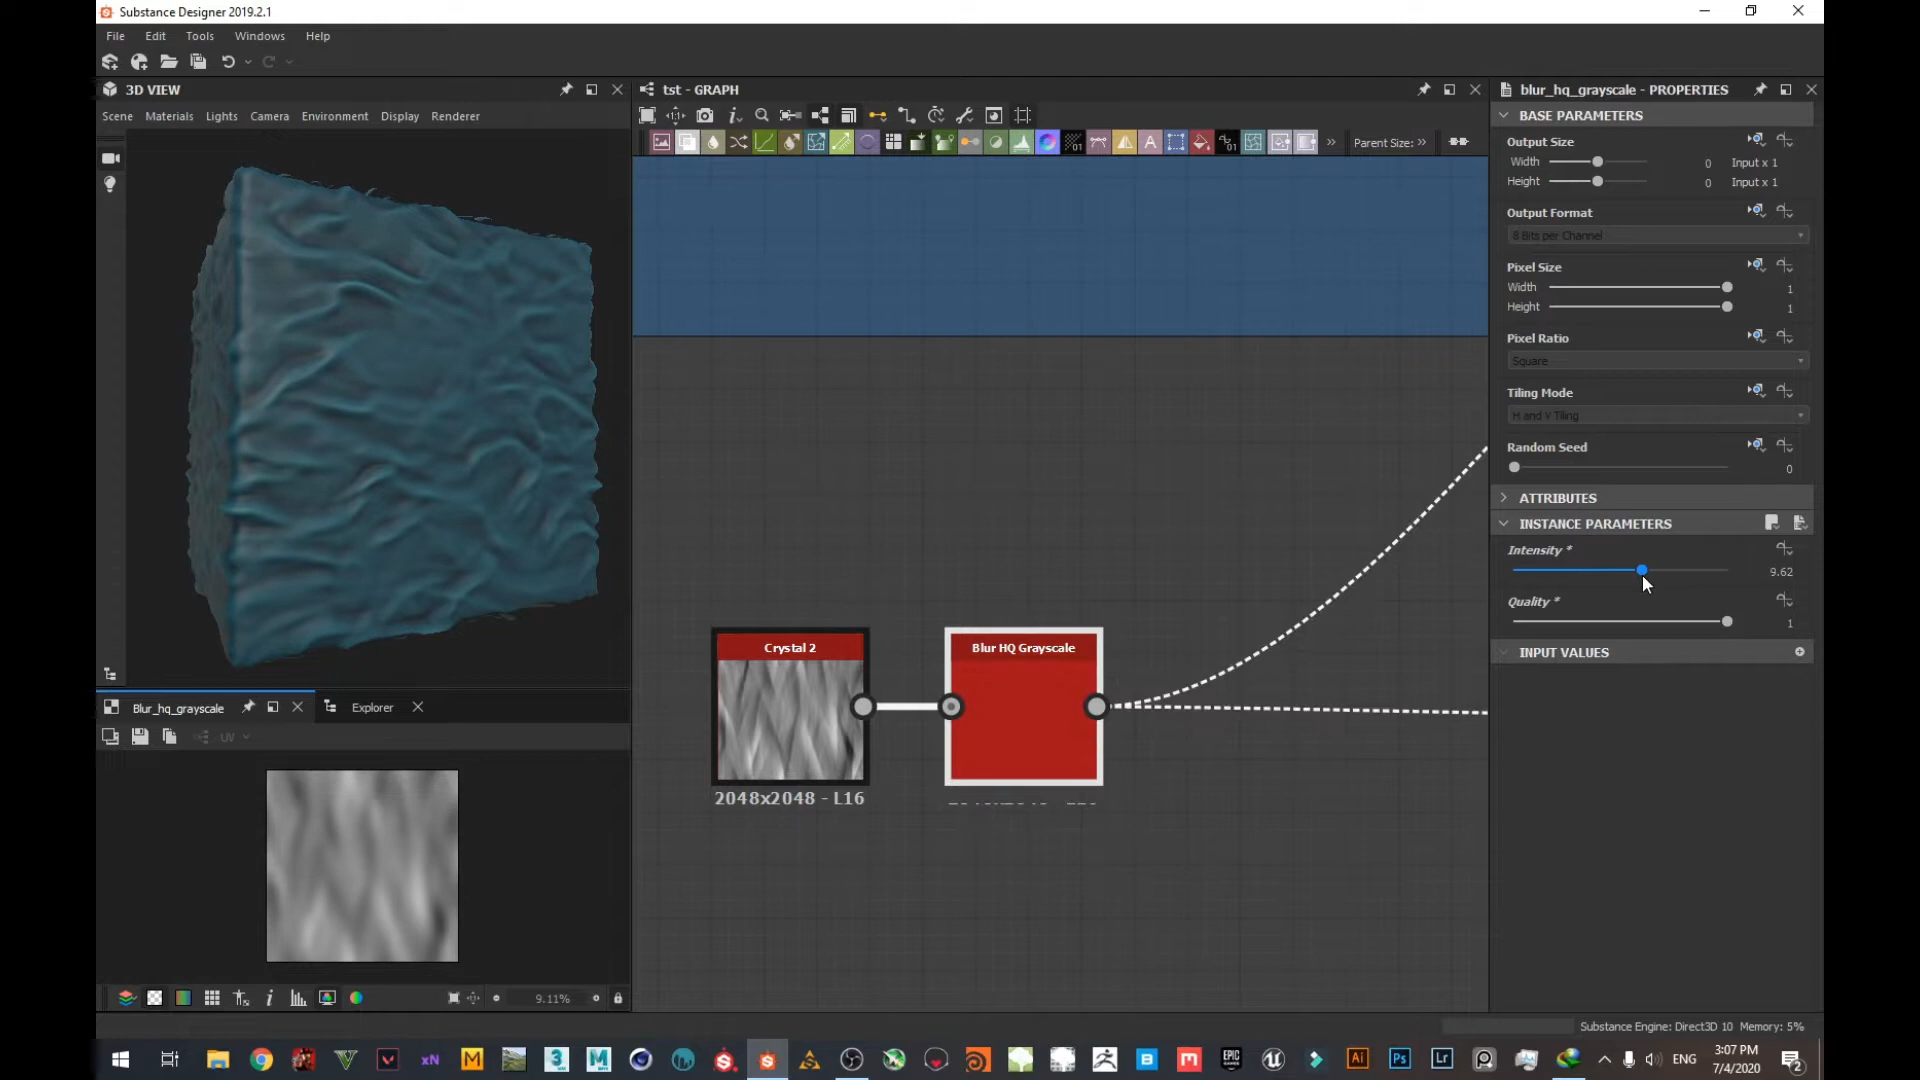 Substance Designer 2019.2.1
File Edit Tools Windows Help
3D VIEW
Scene Materials Lights Camera Environment Display Renderer
Blur_hq_grayscale
Explorer
UV
9.11%
tst - GRAPH
Parent Size:
Crystal 2
2048x2048 - L16
Blur HQ Grayscale
blur_hq_grayscale - PROPERTIES
BASE PARAMETERS
Output Size
Width 0 Input x 1
Height 0 Input x 1
Output Format
8 Bits per Channel
Pixel Size
Width 1
Height 1
Pixel Ratio
Square
Tiling Mode
H and V Tiling
Random Seed
0
ATTRIBUTES
INSTANCE PARAMETERS
Intensity *
9.62
Quality *
1
INPUT VALUES
Substance Engine: Direct3D 10 Memory: 5%
ENG
3:07 PM
7/4/2020
2